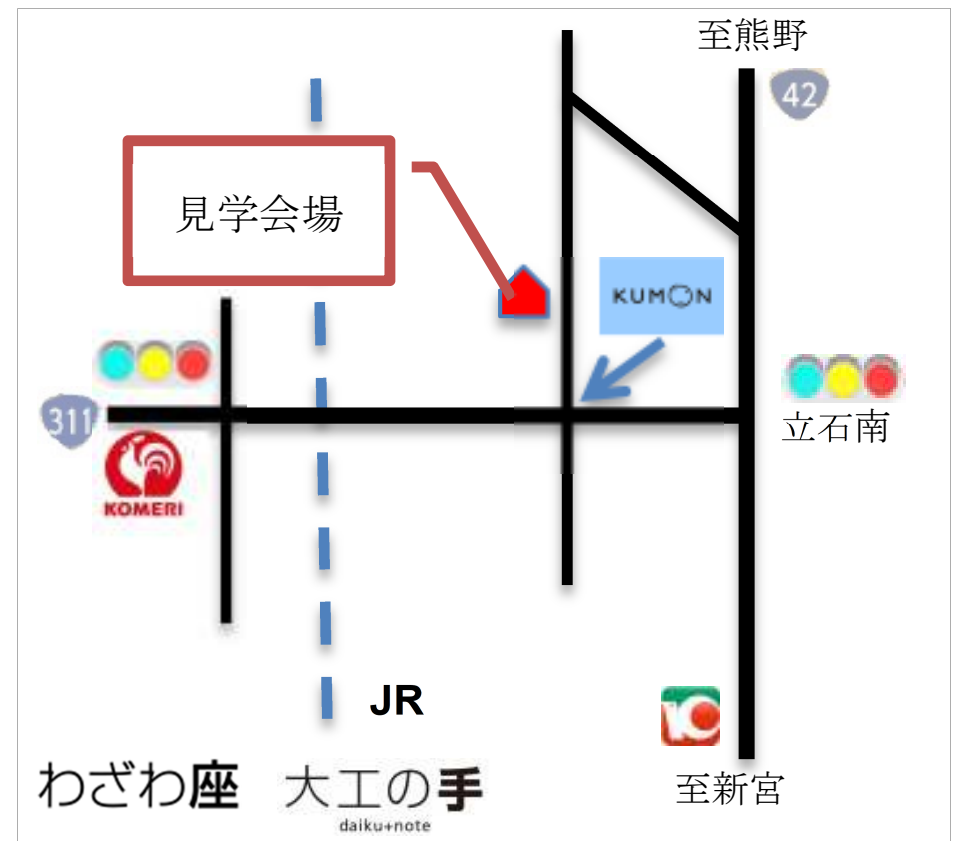 至熊野
42
見学会場
KUMON
311
立石南
KOMERI
JR
10
至新宮
わざわ座
大工の手
daiku+note